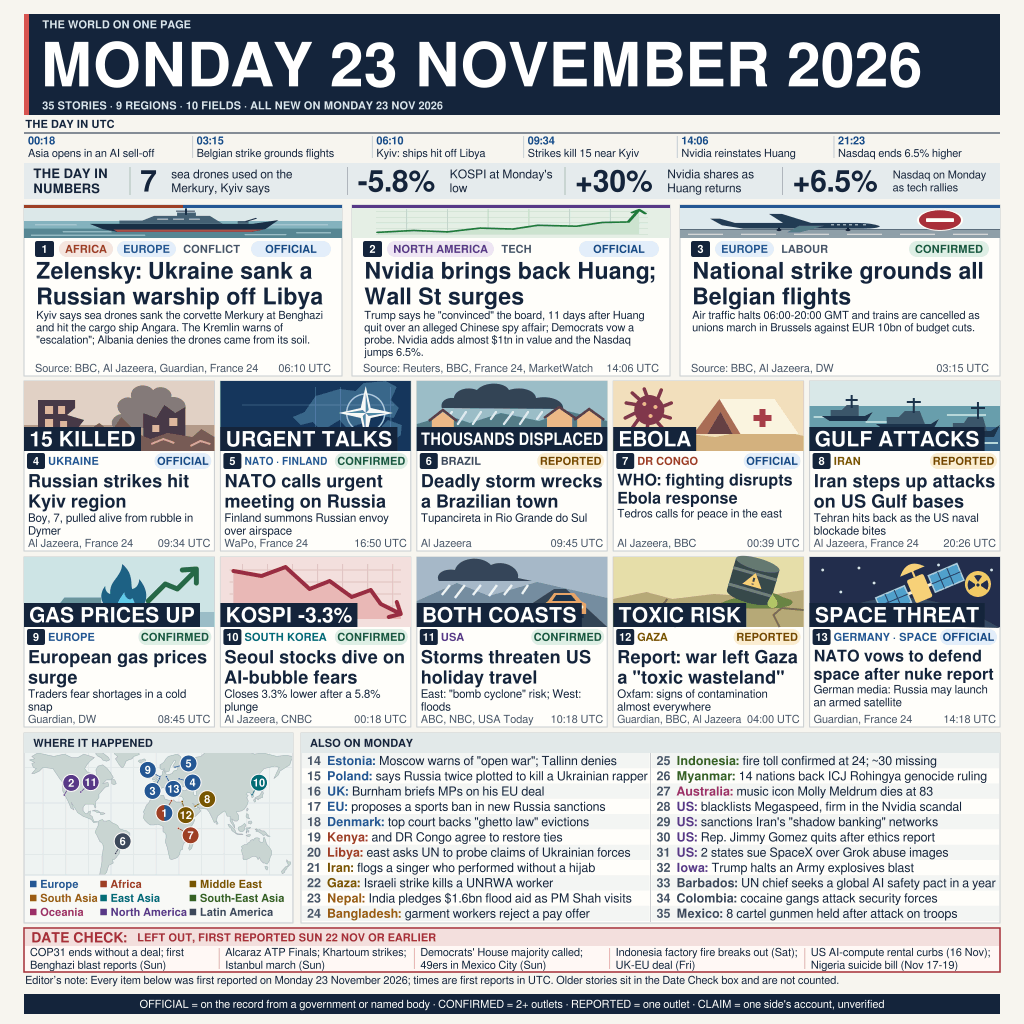 THE WORLD ON ONE PAGE
MONDAY 23 NOVEMBER 2026
35 STORIES · 9 REGIONS · 10 FIELDS · ALL NEW ON MONDAY 23 NOV 2026
THE DAY IN UTC
00:18
Asia opens in an AI sell-off
03:15
Belgian strike grounds flights
06:10
Kyiv: ships hit off Libya
09:34
Strikes kill 15 near Kyiv
14:06
Nvidia reinstates Huang
21:23
Nasdaq ends 6.5% higher
THE DAY IN
NUMBERS
7
sea drones used on the
Merkury, Kyiv says
-5.8%
KOSPI at Monday's
low
+30%
Nvidia shares as
Huang returns
+6.5%
Nasdaq on Monday
as tech rallies
1 AFRICA EUROPE CONFLICT OFFICIAL
Zelensky: Ukraine sank a
Russian warship off Libya
Kyiv says sea drones sank the corvette Merkury at Benghazi
and hit the cargo ship Angara. The Kremlin warns of
"escalation"; Albania denies the drones came from its soil.
Source: BBC, Al Jazeera, Guardian, France 24 06:10 UTC
2 NORTH AMERICA TECH OFFICIAL
Nvidia brings back Huang;
Wall St surges
Trump says he "convinced" the board, 11 days after Huang
quit over an alleged Chinese spy affair; Democrats vow a
probe. Nvidia adds almost $1tn in value and the Nasdaq
jumps 6.5%.
Source: Reuters, BBC, France 24, MarketWatch 14:06 UTC
3 EUROPE LABOUR CONFIRMED
National strike grounds all
Belgian flights
Air traffic halts 06:00-20:00 GMT and trains are cancelled as
unions march in Brussels against EUR 10bn of budget cuts.
Source: BBC, Al Jazeera, DW 03:15 UTC
15 KILLED
4 UKRAINE OFFICIAL
Russian strikes hit
Kyiv region
Boy, 7, pulled alive from rubble in
Dymer
Al Jazeera, France 24 09:34 UTC
URGENT TALKS
5 NATO · FINLAND CONFIRMED
NATO calls urgent
meeting on Russia
Finland summons Russian envoy
over airspace
WaPo, France 24 16:50 UTC
THOUSANDS DISPLACED
6 BRAZIL REPORTED
Deadly storm wrecks
a Brazilian town
Tupancireta in Rio Grande do Sul
Al Jazeera 09:45 UTC
EBOLA
7 DR CONGO OFFICIAL
WHO: fighting disrupts
Ebola response
Tedros calls for peace in the east
Al Jazeera, BBC 00:39 UTC
GULF ATTACKS
8 IRAN REPORTED
Iran steps up attacks
on US Gulf bases
Tehran hits back as the US naval
blockade bites
Al Jazeera, France 24 20:26 UTC
GAS PRICES UP
9 EUROPE CONFIRMED
European gas prices
surge
Traders fear shortages in a cold
snap
Guardian, DW 08:45 UTC
KOSPI -3.3%
10 SOUTH KOREA CONFIRMED
Seoul stocks dive on
AI-bubble fears
Closes 3.3% lower after a 5.8%
plunge
Al Jazeera, CNBC 00:18 UTC
BOTH COASTS
11 USA CONFIRMED
Storms threaten US
holiday travel
East: "bomb cyclone" risk; West:
floods
ABC, NBC, USA Today 10:18 UTC
TOXIC RISK
12 GAZA REPORTED
Report: war left Gaza
a "toxic wasteland"
Oxfam: signs of contamination
almost everywhere
Guardian, BBC, Al Jazeera 04:00 UTC
SPACE THREAT
13 GERMANY · SPACE OFFICIAL
NATO vows to defend
space after nuke report
German media: Russia may launch
an armed satellite
Guardian, France 24 14:18 UTC
WHERE IT HAPPENED
5
9
2 11 3 13 4 10
8
1 12
7
6
Europe Africa Middle East
South Asia East Asia South-East Asia
Oceania North America Latin America
ALSO ON MONDAY
14 Estonia: Moscow warns of "open war"; Tallinn denies
15 Poland: says Russia twice plotted to kill a Ukrainian rapper
16 UK: Burnham briefs MPs on his EU deal
17 EU: proposes a sports ban in new Russia sanctions
18 Denmark: top court backs "ghetto law" evictions
19 Kenya: and DR Congo agree to restore ties
20 Libya: east asks UN to probe claims of Ukrainian forces
21 Iran: flogs a singer who performed without a hijab
22 Gaza: Israeli strike kills a UNRWA worker
23 Nepal: India pledges $1.6bn flood aid as PM Shah visits
24 Bangladesh: garment workers reject a pay offer
25 Indonesia: fire toll confirmed at 24; ~30 missing
26 Myanmar: 14 nations back ICJ Rohingya genocide ruling
27 Australia: music icon Molly Meldrum dies at 83
28 US: blacklists Megaspeed, firm in the Nvidia scandal
29 US: sanctions Iran's "shadow banking" networks
30 US: Rep. Jimmy Gomez quits after ethics report
31 US: 2 states sue SpaceX over Grok abuse images
32 Iowa: Trump halts an Army explosives blast
33 Barbados: UN chief seeks a global AI safety pact in a year
34 Colombia: cocaine gangs attack security forces
35 Mexico: 8 cartel gunmen held after attack on troops
DATE CHECK: LEFT OUT, FIRST REPORTED SUN 22 NOV OR EARLIER
COP31 ends without a deal; first
Benghazi blast reports (Sun)
Alcaraz ATP Finals; Khartoum strikes;
Istanbul march (Sun)
Democrats' House majority called;
49ers in Mexico City (Sun)
Indonesia factory fire breaks out (Sat);
UK-EU deal (Fri)
US AI-compute rental curbs (16 Nov);
Nigeria suicide bill (Nov 17-19)
Editor's note: Every item below was first reported on Monday 23 November 2026; times are first reports in UTC. Older stories sit in the Date Check box and are not counted.
OFFICIAL = on the record from a government or named body · CONFIRMED = 2+ outlets · REPORTED = one outlet · CLAIM = one side's account, unverified